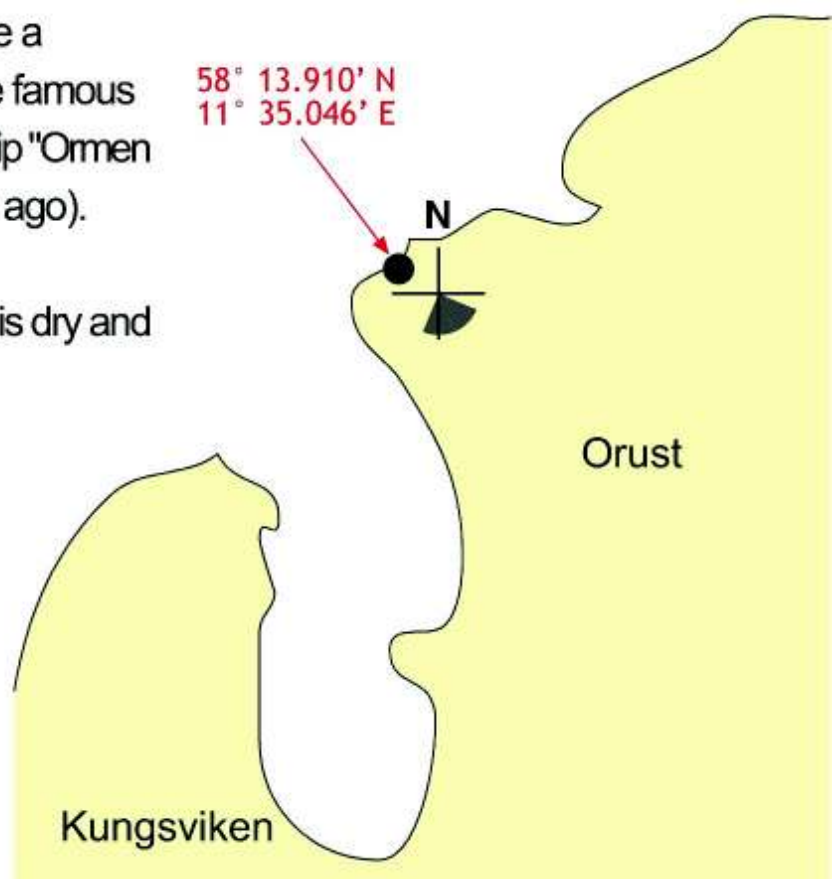 e a
e famous
ip "Ormen
ago).
is dry and
58° 13.910' N
11° 35.046' E
N
Orust
Kungsviken